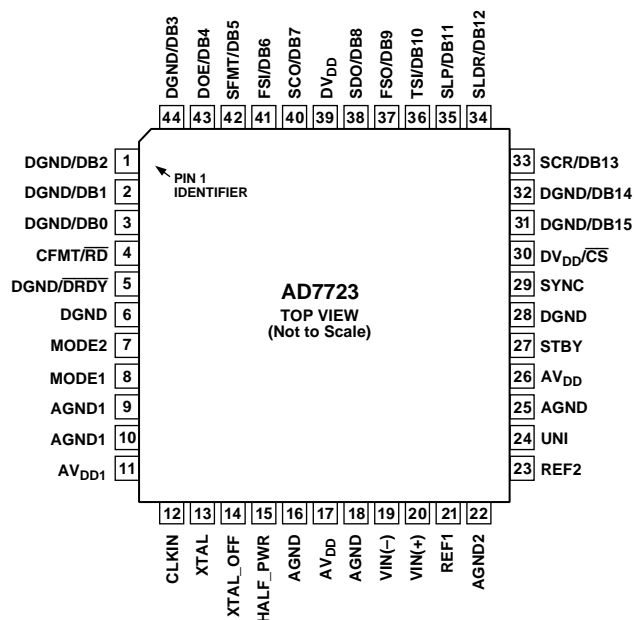 DGND/DB3
DOE/DB4
SFMT/DB5
FSI/DB6
SCO/DB7
DVDD
SDO/DB8
FSO/DB9
TSI/DB10
SLP/DB11
SLDR/DB12
44 43 42 41 40 39 38 37 36 35 34
DGND/DB2 1
DGND/DB1 2
DGND/DB0 3
CFMT/R̅D̅ 4
DGND/D̅R̅D̅Y̅ 5
DGND 6
MODE2 7
MODE1 8
AGND1 9
AGND1 10
AVDD1 11
PIN 1
IDENTIFIER
AD7723
TOP VIEW
(Not to Scale)
33 SCR/DB13
32 DGND/DB14
31 DGND/DB15
30 DVDD/C̅S̅
29 SYNC
28 DGND
27 STBY
26 AVDD
25 AGND
24 UNI
23 REF2
12 13 14 15 16 17 18 19 20 21 22
CLKIN
XTAL
XTAL_OFF
HALF_PWR
AGND
AVDD
AGND
VIN(–)
VIN(+)
REF1
AGND2